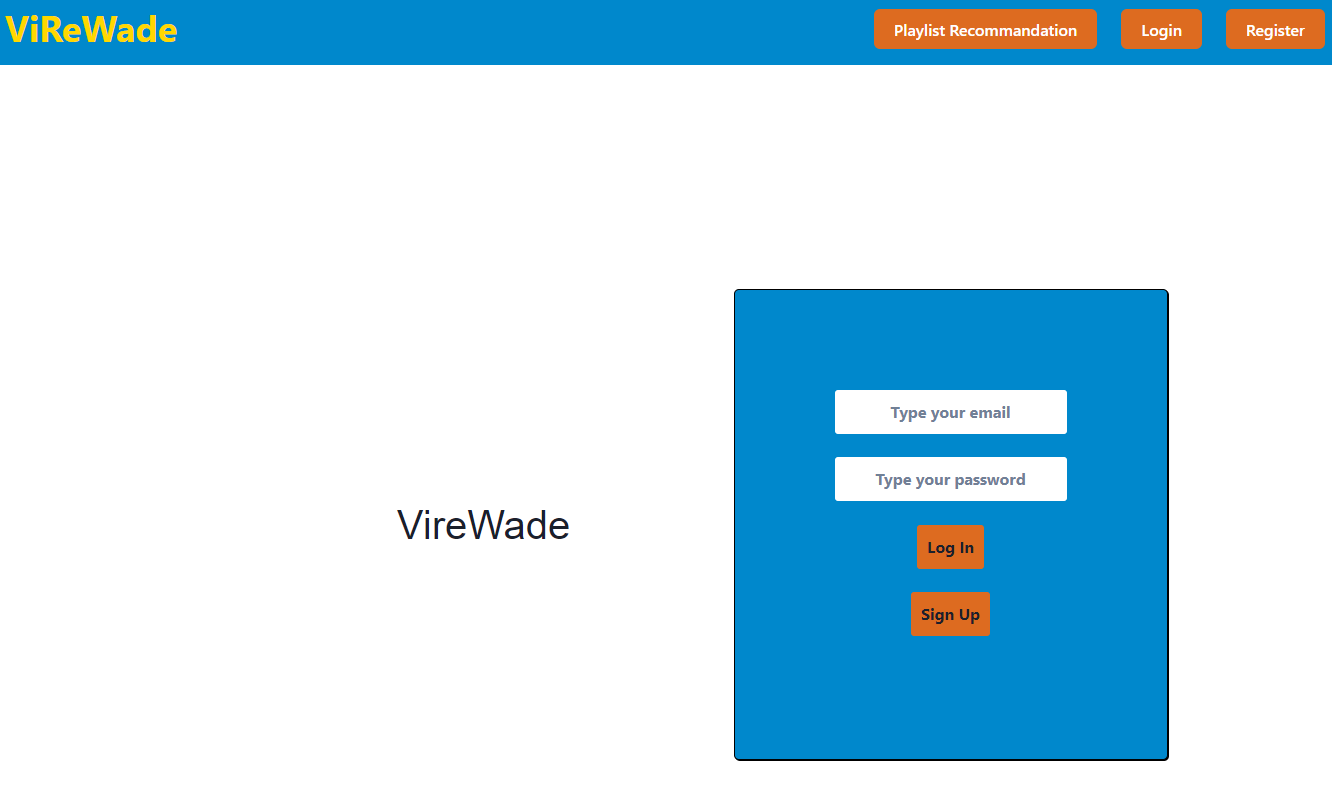 ViReWade
Playlist Recommandation
Login
Register
Type your email
Type your password
VireWade
Log In
Sign Up